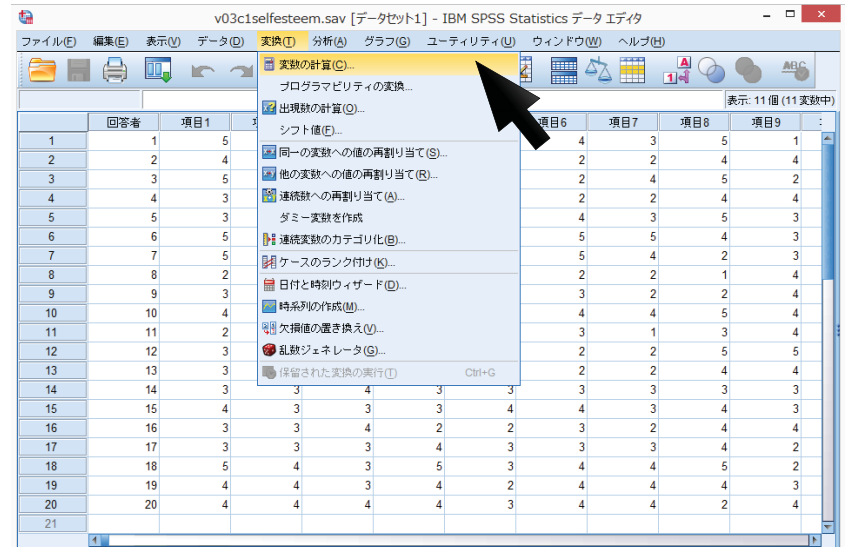 v03c1selfesteem.sav [データセット1] - IBM SPSS Statistics データ エディタ
ファイル(F) 編集(E) 表示(V) データ(D) 変換(T) 分析(A) グラフ(G) ユーティリティ(U) ウィンドウ(W) ヘルプ(H)
変数の計算(C)...
プログラマビリティの変換...
出現数の計算(O)...
シフト値(F)...
同一の変数への値の再割り当て(S)...
他の変数への値の再割り当て(R)...
連続数への再割り当て(A)...
ダミー変数を作成
連続変数のカテゴリ化(B)...
ケースのランク付け(K)...
日付と時刻ウィザード(D)...
時系列の作成(M)...
欠損値の置き換え(V)...
乱数ジェネレータ(G)...
保留された変換の実行(T) Ctrl+G
表示: 11 個 (11 変数中)
回答者 項目1 項目6 項目7 項目8 項目9
1 1 5 4 3 5 1
2 2 4 2 2 4 4
3 3 5 2 4 5 2
4 4 3 2 2 4 4
5 5 3 4 3 5 3
6 6 5 5 5 4 3
7 7 5 5 4 2 3
8 8 2 2 2 1 4
9 9 3 3 2 2 4
10 10 4 4 4 5 4
11 11 2 3 1 3 4
12 12 3 2 2 5 5
13 13 3 2 2 4 4
14 14 3 3 4 3 3 3 3 3 3
15 15 4 3 3 3 4 4 3 4 3
16 16 3 3 4 2 2 3 2 4 4
17 17 3 3 3 4 3 3 3 4 2
18 18 5 4 3 5 3 4 4 5 2
19 19 4 4 3 4 2 4 4 4 3
20 20 4 4 4 4 3 4 4 2 4
21